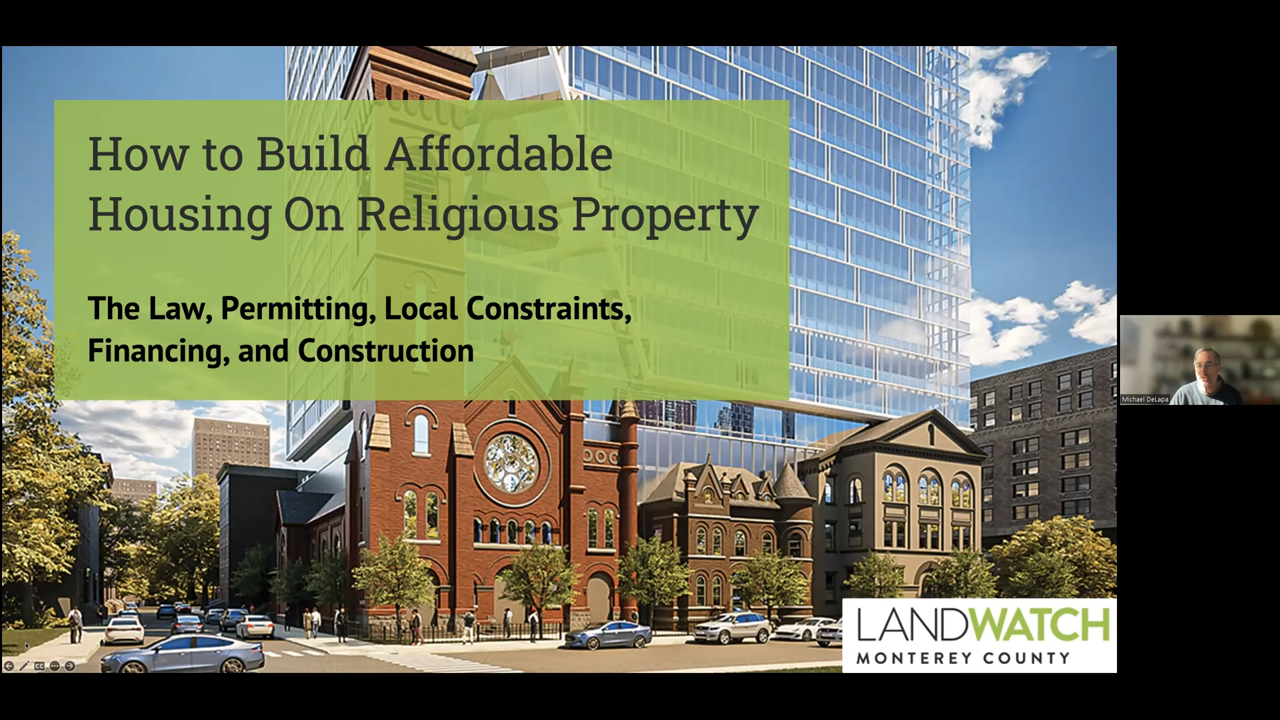 How to Build Affordable
Housing On Religious Property
The Law, Permitting, Local Constraints,
Financing, and Construction
LANDWATCH
MONTEREY COUNTY
Michael DeLapa
CC